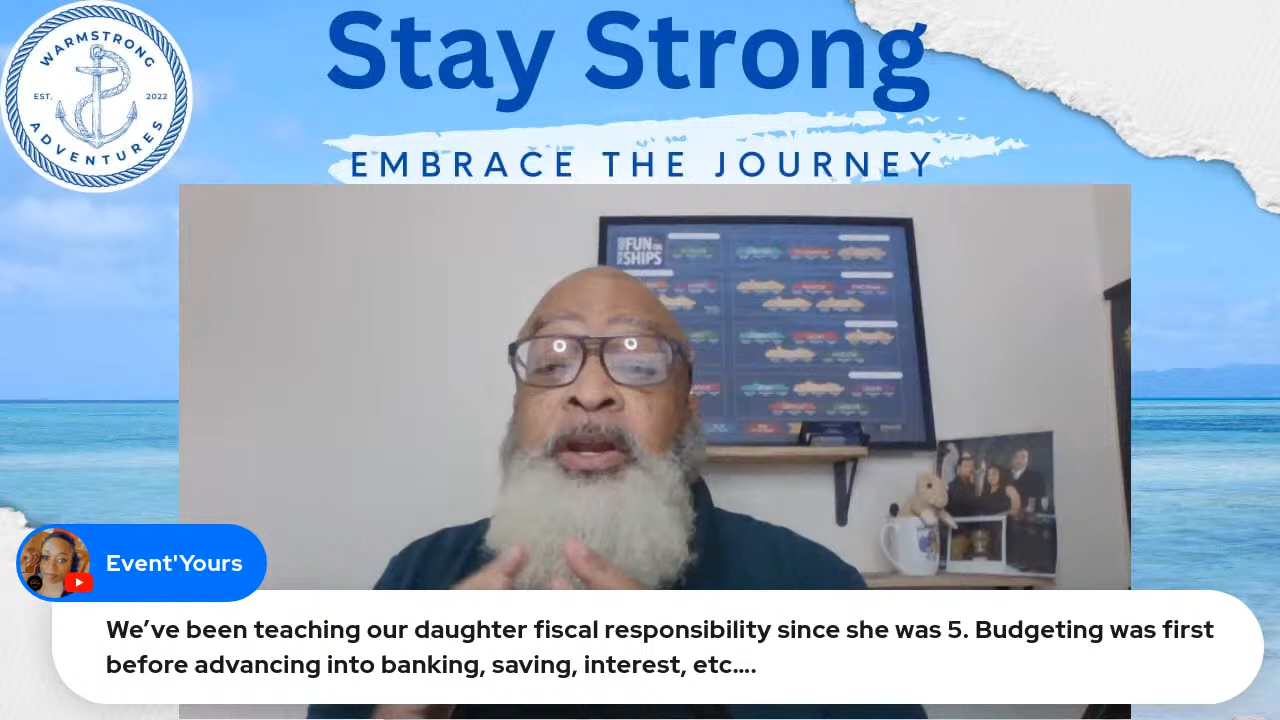 WARMSTRONG
EST. 2022
ADVENTURES
Stay Strong
EMBRACE THE JOURNEY
FUN
SHIPS
Event'Yours
We’ve been teaching our daughter fiscal responsibility since she was 5. Budgeting was first
before advancing into banking, saving, interest, etc....